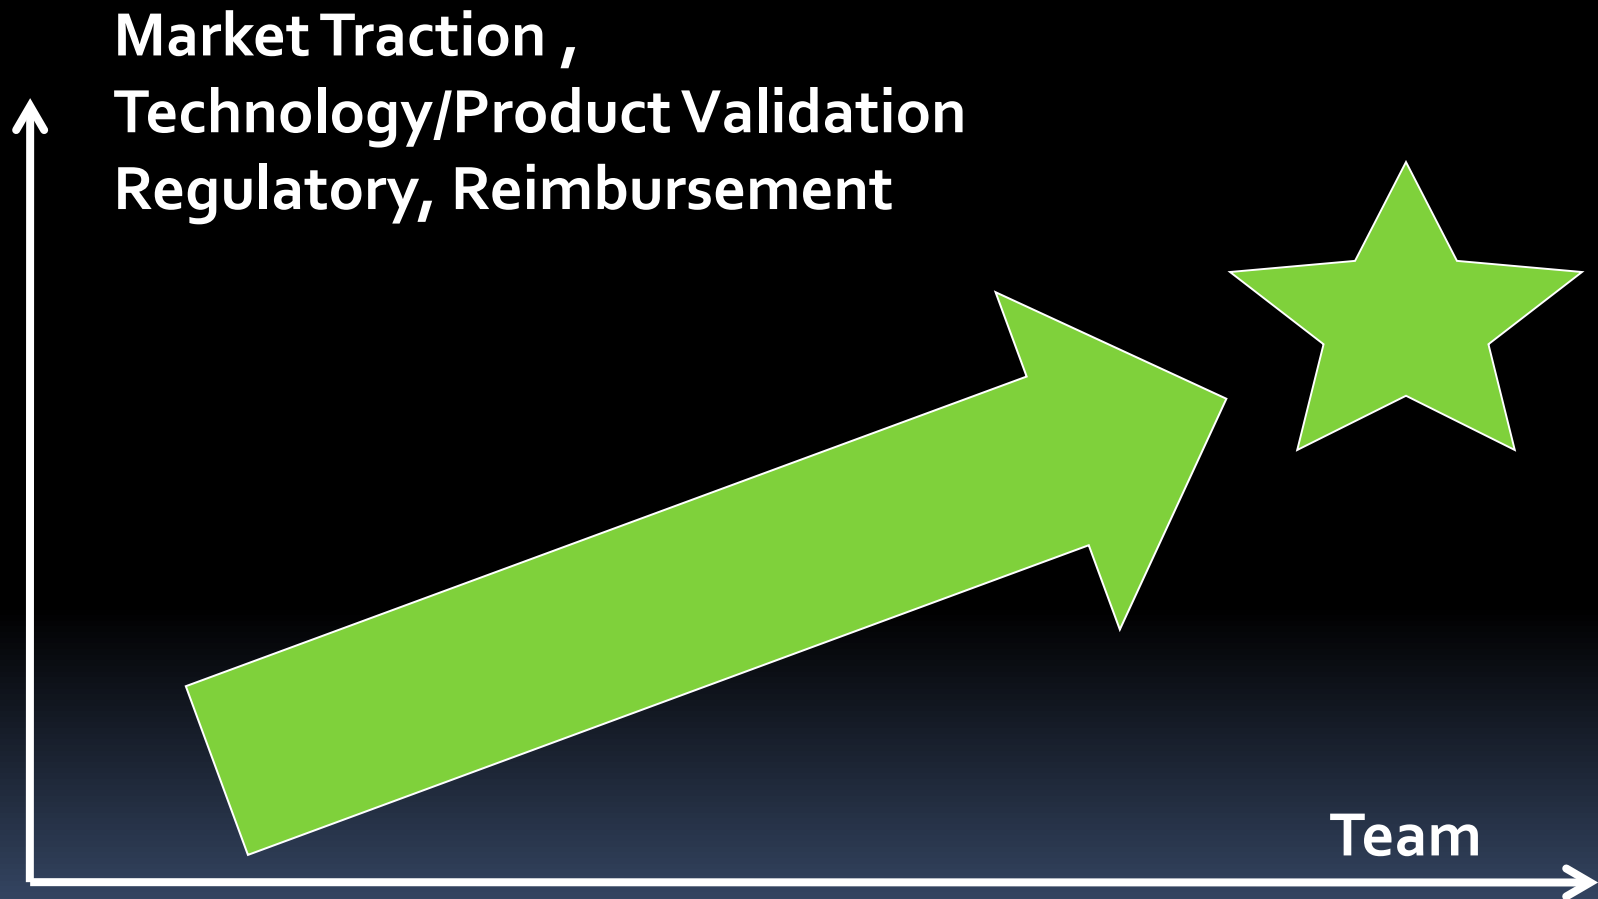 Market Traction ,
Technology/Product Validation
Regulatory, Reimbursement
Team